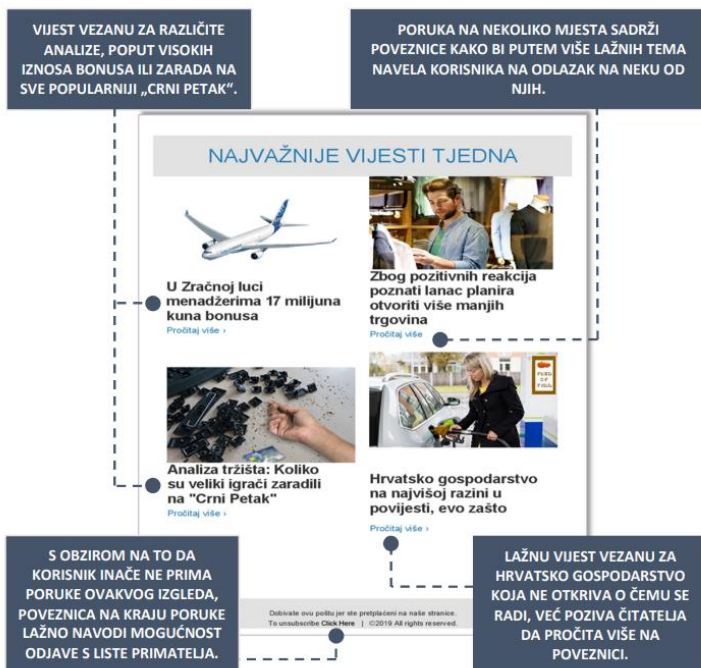 VIJEST VEZANU ZA RAZLIČITE
ANALIZE, POPUT VISOKIH
IZNOSA BONUSA ILI ZARADA NA
SVE POPULARNIJI „CRNI PETAK“.
PORUKA NA NEKOLIKO MJESTA SADRŽI
POVEZNICE KAKO BI PUTEM VIŠE LAŽNIH TEMA
NAVELA KORISNIKA NA ODLAZAK NA NEKU OD
NJIH.
NAJVAŽNIJE VIJESTI TJEDNA
U Zračnoj luci
menadžerima 17 milijuna
kuna bonusa
Pročitaj više ›
Zbog pozitivnih reakcija
poznati lanac planira
otvoriti više manjih
trgovina
Pročitaj više
Analiza tržišta: Koliko
su veliki igrači zaradili
na "Crni Petak"
Pročitaj više ›
Hrvatsko gospodarstvo
na najvišoj razini u
povijesti, evo zašto
Pročitaj više ›
S OBZIROM NA TO DA
KORISNIK INAČE NE PRIMA
PORUKE OVAKVOG IZGLEDA,
POVEZNICA NA KRAJU PORUKE
LAŽNO NAVODI MOGUĆNOST
ODJAVE S LISTE PRIMATELJA.
Dobivate ovu poštu jer ste pretplaćeni na naše stranice.
To unsubscribe Click Here | ©2019 All rights reserved.
LAŽNU VIJEST VEZANU ZA
HRVATSKO GOSPODARSTVO
KOJA NE OTKRIVA O ČEMU SE
RADI, VEĆ POZIVA ČITATELJA
DA PROČITA VIŠE NA
POVEZNICI.